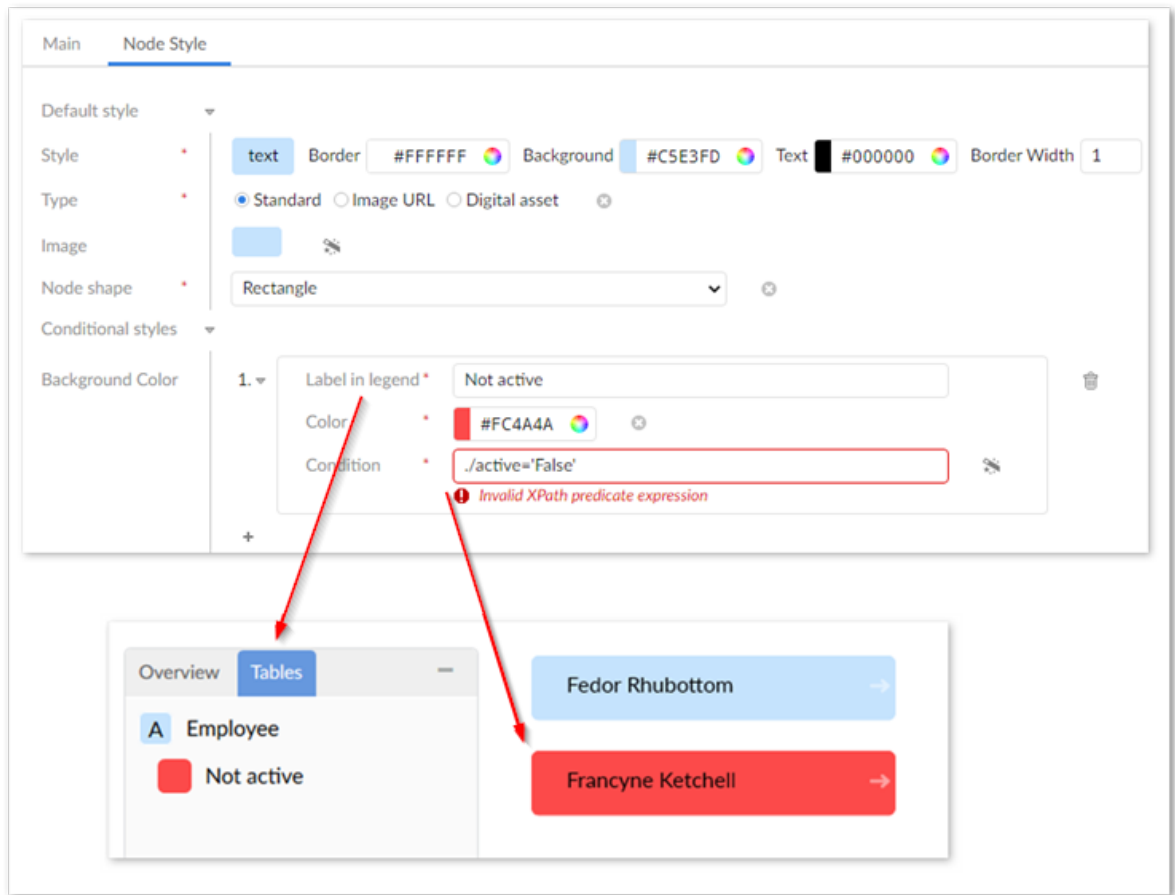 Main Node Style
Default style
Style * text Border #FFFFFF Background #C5E3FD Text #000000 Border Width 1
Type * Standard Image URL Digital asset
Image
Node shape * Rectangle
Conditional styles
Background Color 1. Label in legend * Not active
Color * #FC4A4A
Condition * ./active='False'
Invalid XPath predicate expression
+
Overview Tables
A Employee
Not active
Fedor Rhubottom
Francyne Ketchell